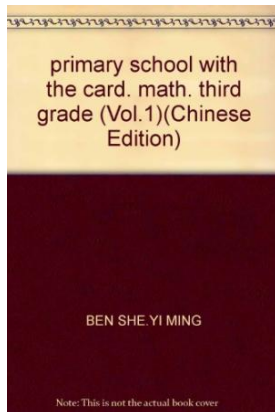 primary school with
the card. math. third
grade (Vol.1)(Chinese
Edition)
BEN SHE.YI MING
Note: This is not the actual book cover